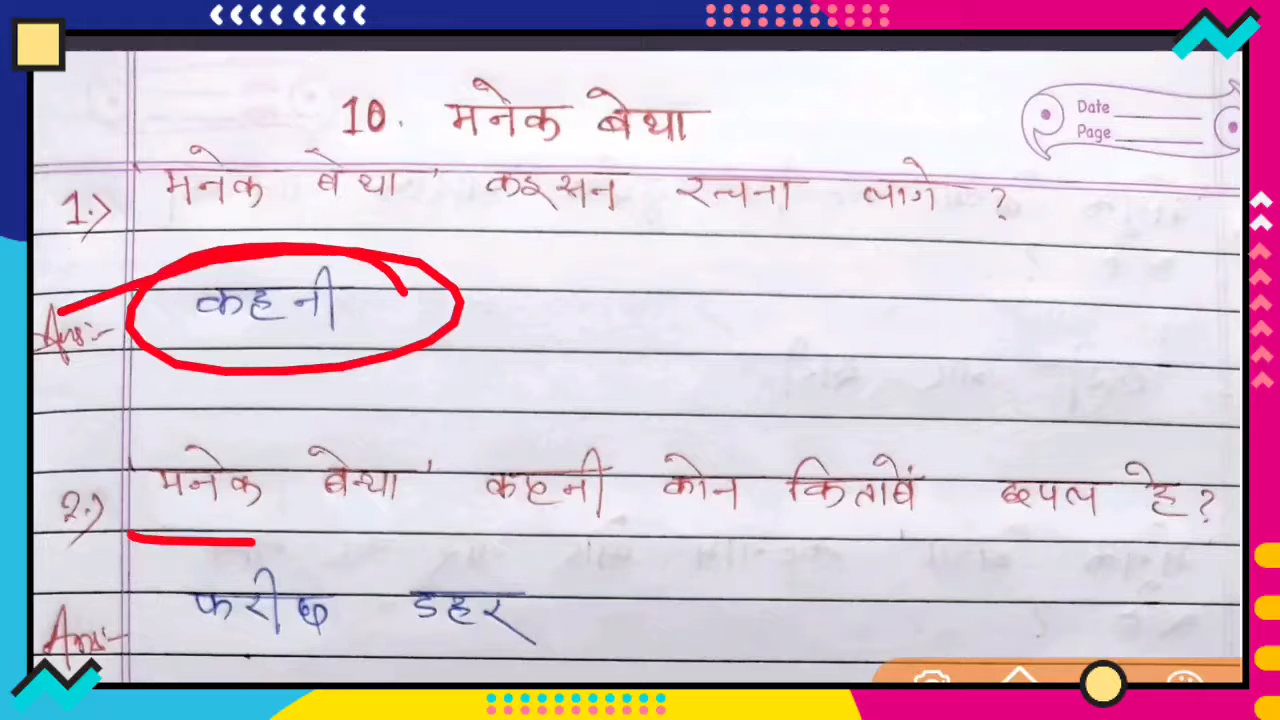 10. मनेक बेथा
Date
Page
1.) 'मनेक बेथा' कइसन रचना लागे ?
Ans:- कहनी
2.) 'मनेक बेथा' कहनी कोन किताबें छपल हे ?
Ans:- फरीछ डहर